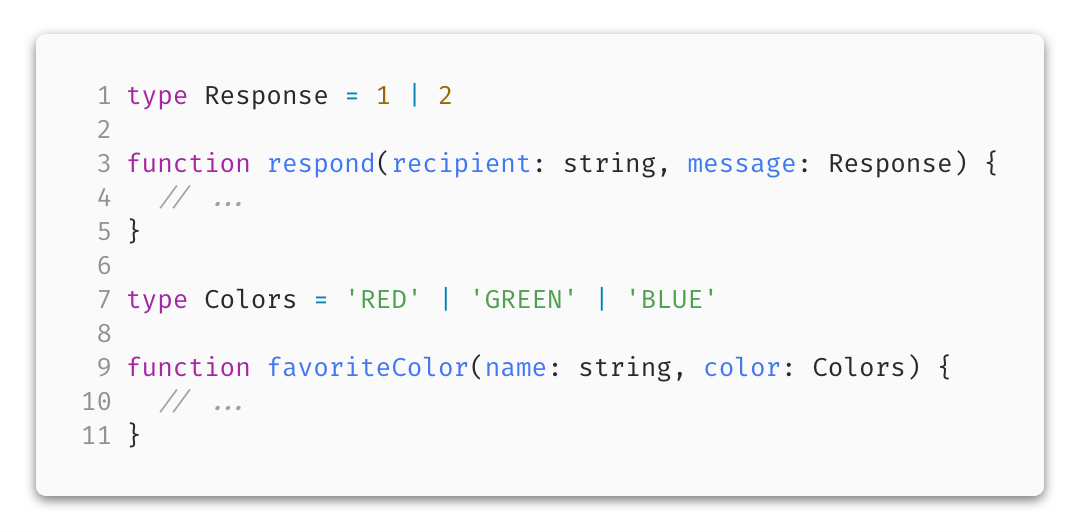 1 type Response = 1 | 2
2
3 function respond(recipient: string, message: Response) {
4   // ...
5 }
6
7 type Colors = 'RED' | 'GREEN' | 'BLUE'
8
9 function favoriteColor(name: string, color: Colors) {
10   // ...
11 }